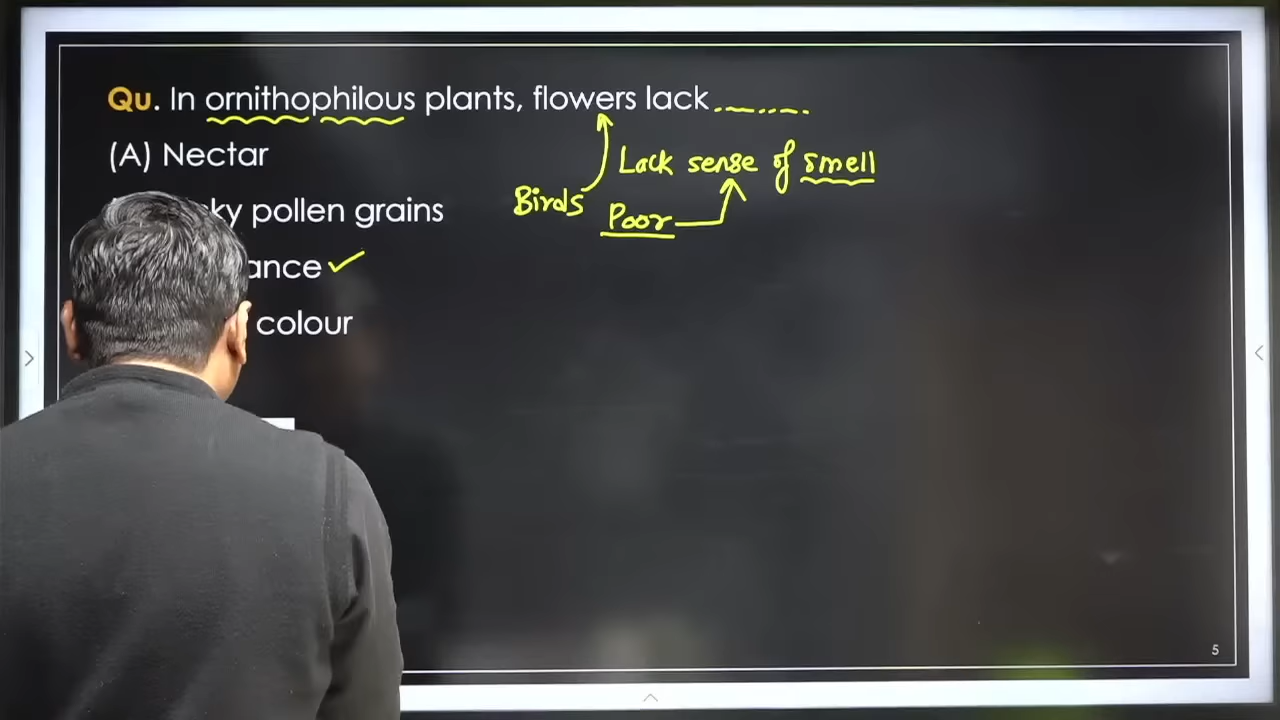 Qu. In ornithophilous plants, flowers lack ..........
(A) Nectar
Lack sense of smell
pollen grains
Birds
Poor
colour
5